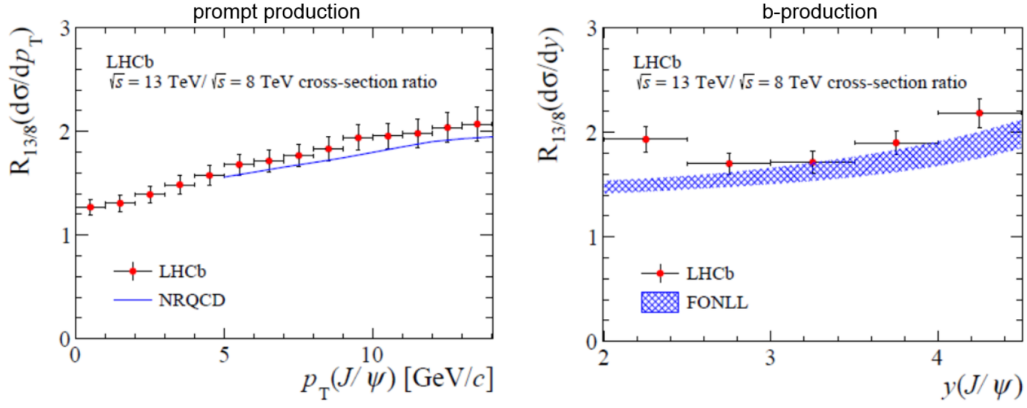 prompt production
R13/8(dσ/dpT)
3
2
1
0
LHCb
√s = 13 TeV/√s = 8 TeV cross-section ratio
LHCb
NRQCD
0 5 10
pT(J/ψ) [GeV/c]
b-production
R13/8(dσ/dy)
3
2
1
0
LHCb
√s = 13 TeV/√s = 8 TeV cross-section ratio
LHCb
FONLL
2 3 4
y(J/ψ)